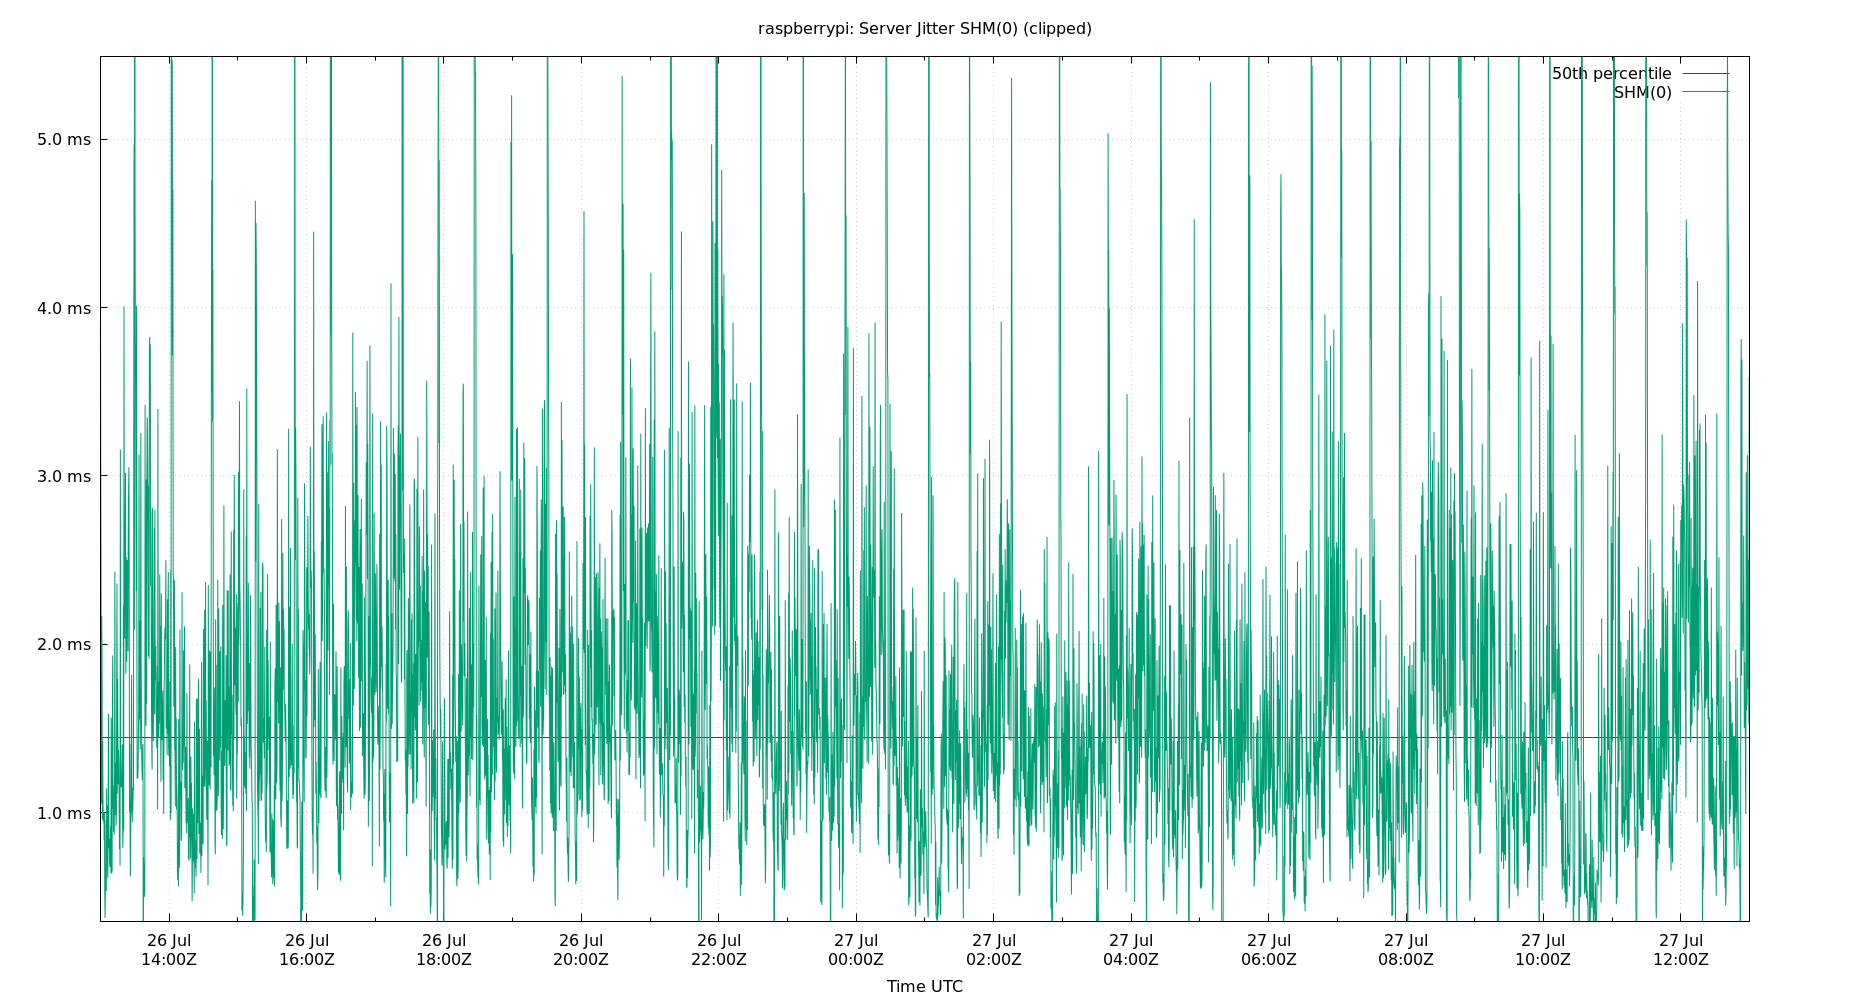 raspberrypi: Server Jitter SHM(0) (clipped)
50th percentile
SHM(0)
5.0 ms
4.0 ms
3.0 ms
2.0 ms
1.0 ms
26 Jul 26 Jul 26 Jul 26 Jul 26 Jul 27 Jul 27 Jul 27 Jul 27 Jul 27 Jul 27 Jul 27 Jul
14:00Z 16:00Z 18:00Z 20:00Z 22:00Z 00:00Z 02:00Z 04:00Z 06:00Z 08:00Z 10:00Z 12:00Z
Time UTC